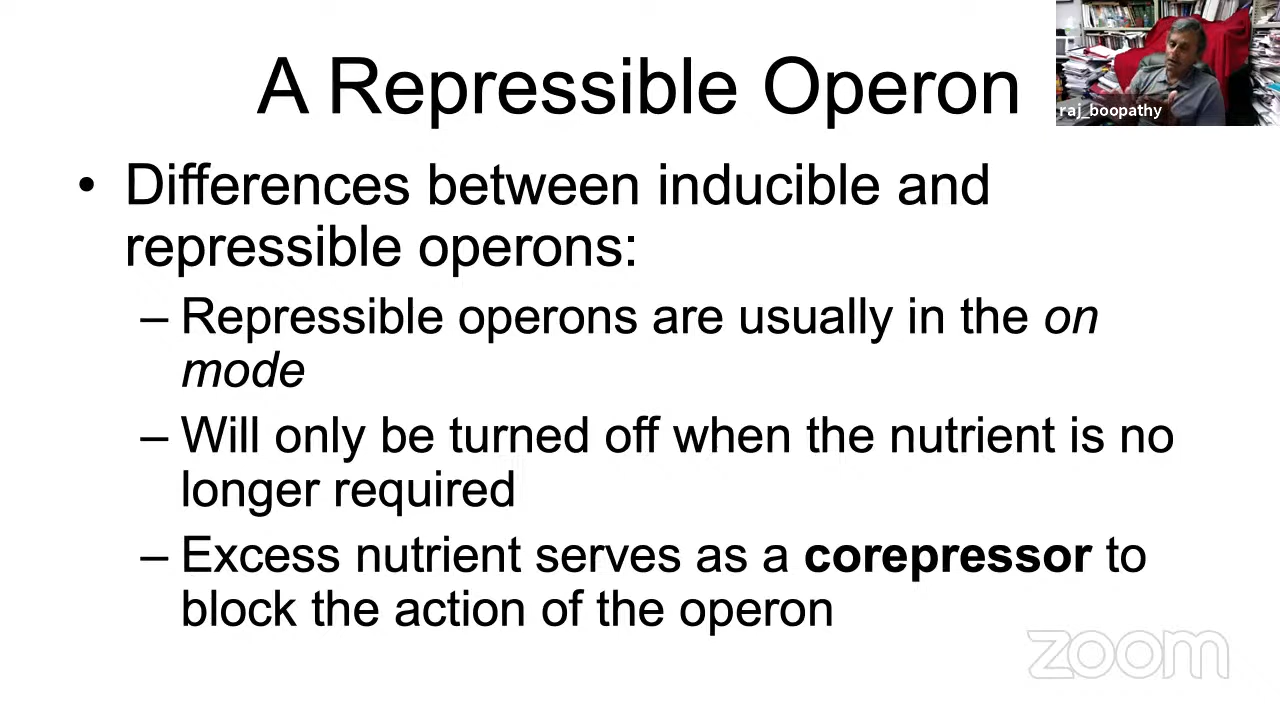 A Repressible Operon
raj_boopathy
• Differences between inducible and
repressible operons:
– Repressible operons are usually in the on
mode
– Will only be turned off when the nutrient is no
longer required
– Excess nutrient serves as a corepressor to
block the action of the operon
zoom